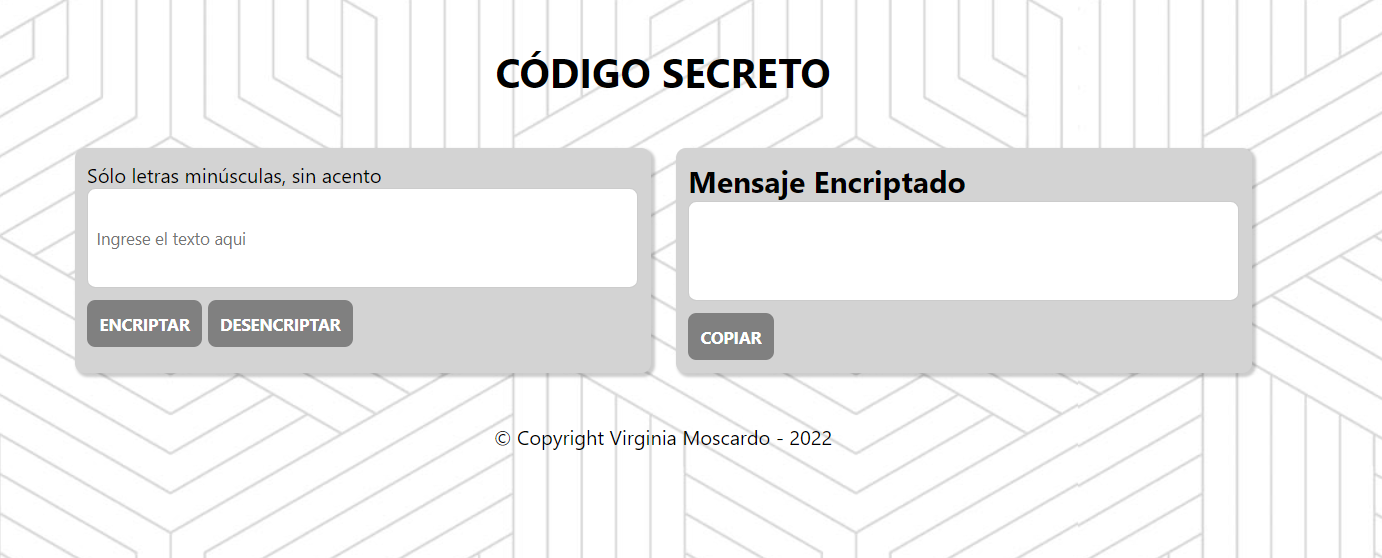 CÓDIGO SECRETO
Sólo letras minúsculas, sin acento
Ingrese el texto aqui
ENCRIPTAR DESENCRIPTAR
Mensaje Encriptado
COPIAR
© Copyright Virginia Moscardo - 2022